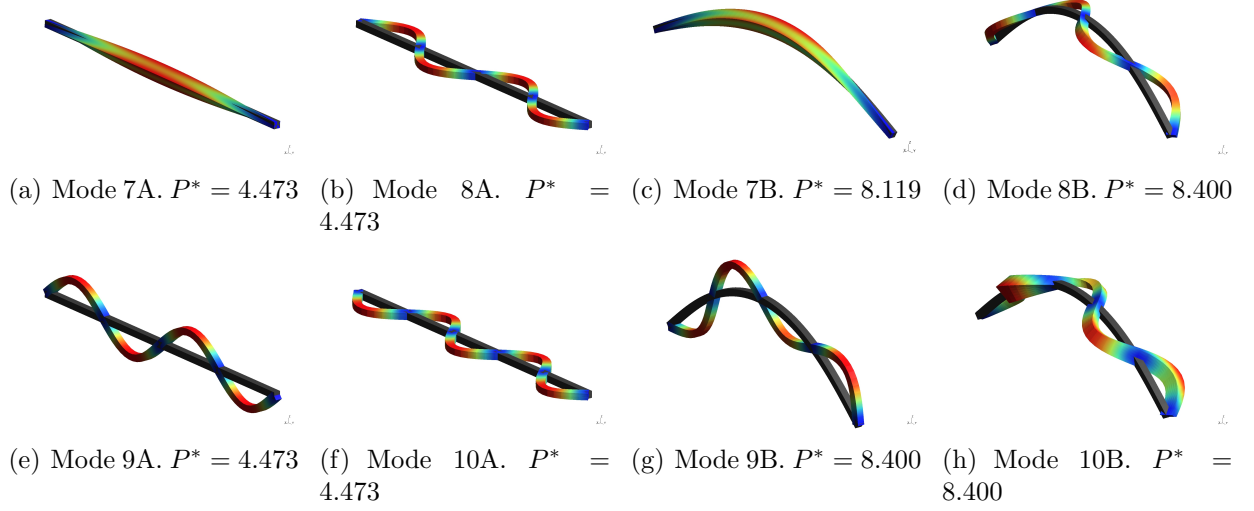 (a) Mode 7A. P* = 4.473
(b) Mode 8A. P* =
4.473
(c) Mode 7B. P* = 8.119
(d) Mode 8B. P* = 8.400
(e) Mode 9A. P* = 4.473
(f) Mode 10A. P* =
4.473
(g) Mode 9B. P* = 8.400
(h) Mode 10B. P* =
8.400